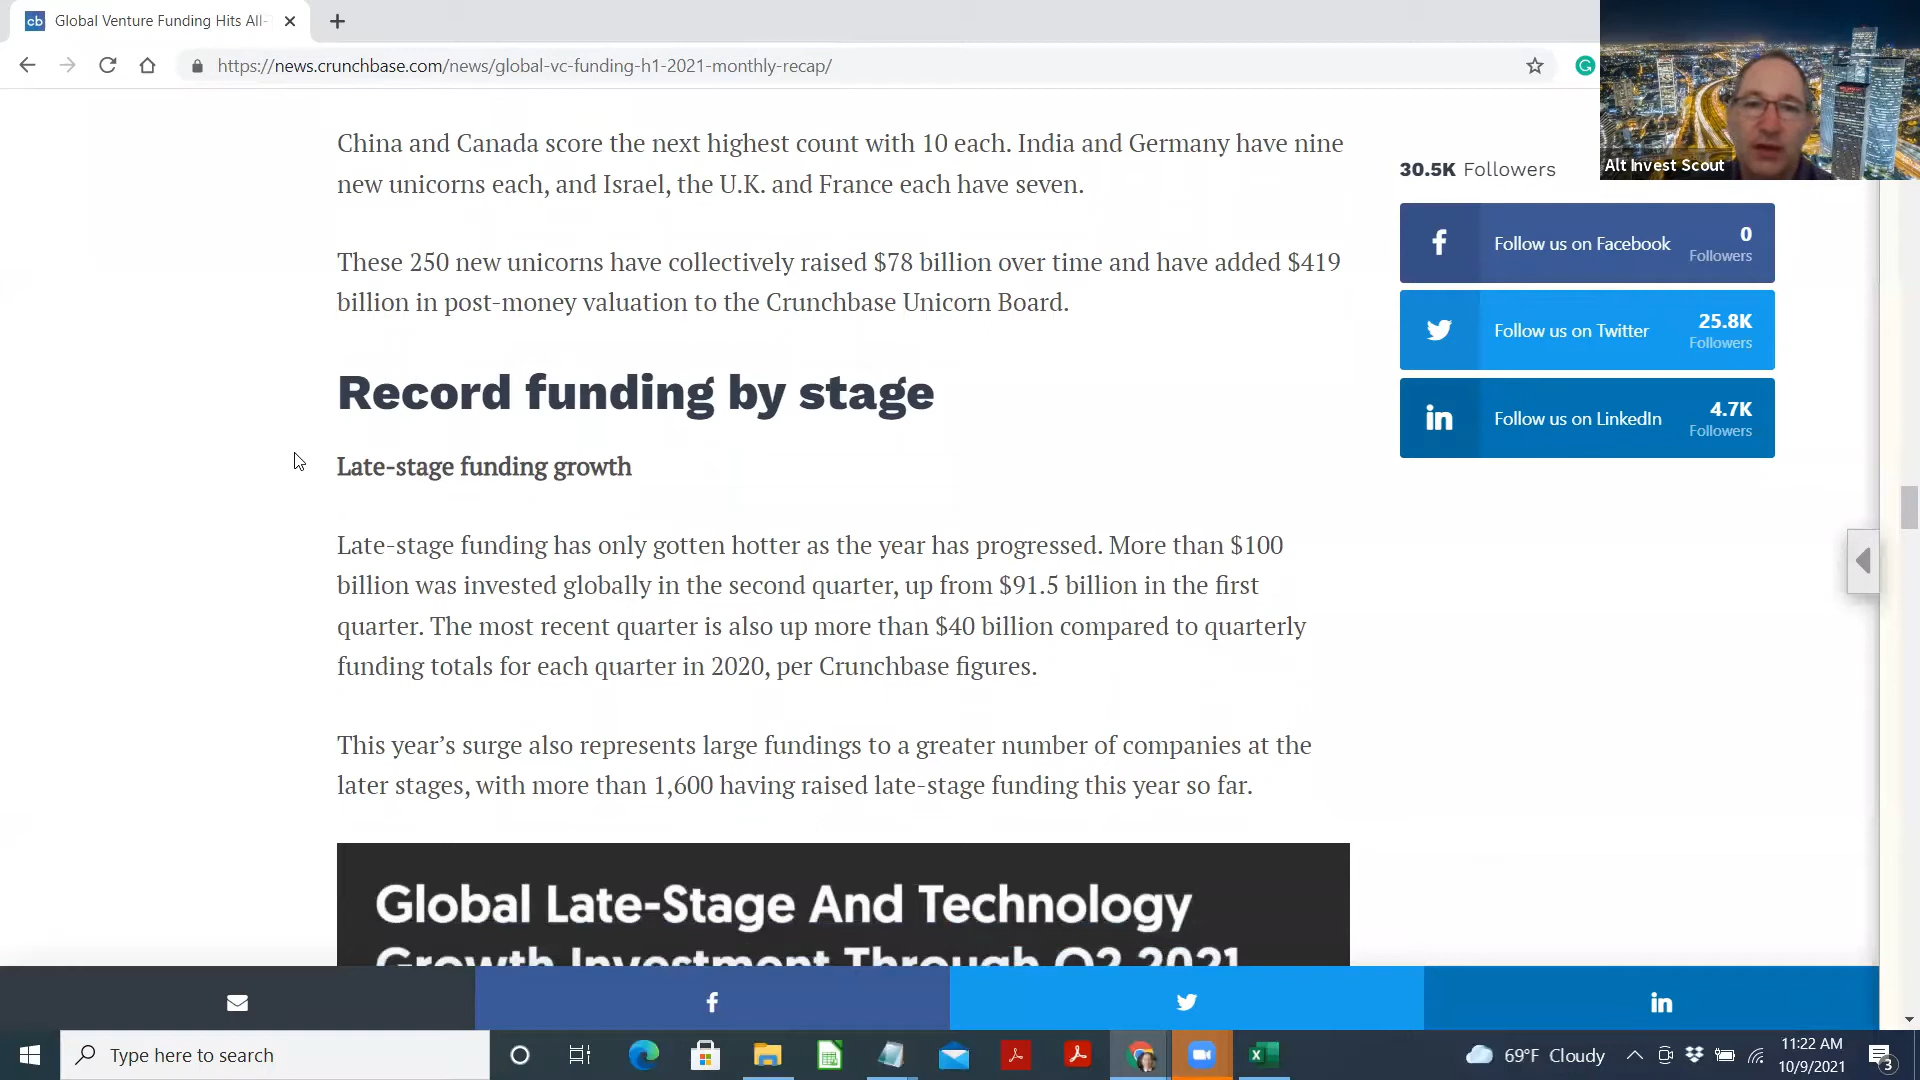 Global Venture Funding Hits All-
https://news.crunchbase.com/news/global-vc-funding-h1-2021-monthly-recap/
China and Canada score the next highest count with 10 each. India and Germany have nine
new unicorns each, and Israel, the U.K. and France each have seven.
These 250 new unicorns have collectively raised $78 billion over time and have added $419
billion in post-money valuation to the Crunchbase Unicorn Board.
Record funding by stage
Late-stage funding growth
Late-stage funding has only gotten hotter as the year has progressed. More than $100
billion was invested globally in the second quarter, up from $91.5 billion in the first
quarter. The most recent quarter is also up more than $40 billion compared to quarterly
funding totals for each quarter in 2020, per Crunchbase figures.
This year’s surge also represents large fundings to a greater number of companies at the
later stages, with more than 1,600 having raised late-stage funding this year so far.
Global Late-Stage And Technology
Growth Investment Through Q2 2021
Alt Invest Scout
30.5K Followers
Follow us on Facebook
0
Followers
Follow us on Twitter
25.8K
Followers
Follow us on LinkedIn
4.7K
Followers
Type here to search
69°F Cloudy
11:22 AM
10/9/2021
3